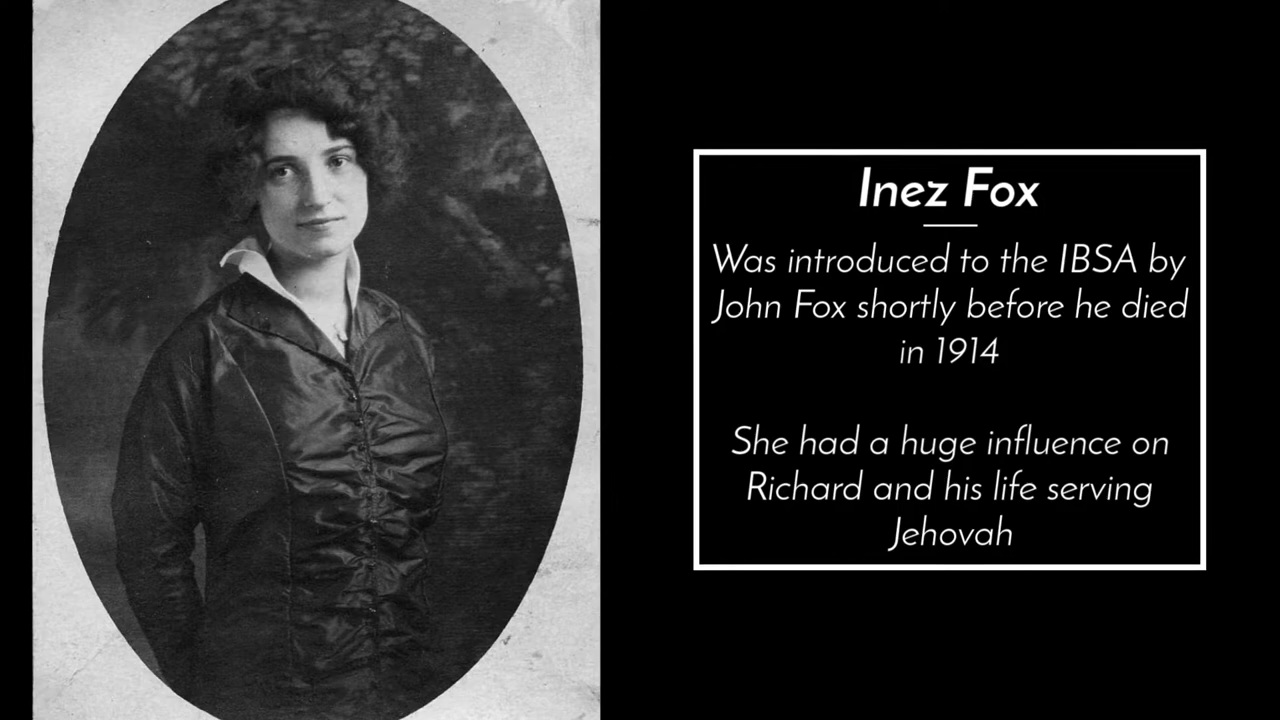 Inez Fox
Was introduced to the IBSA by
John Fox shortly before he died
in 1914
She had a huge influence on
Richard and his life serving
Jehovah